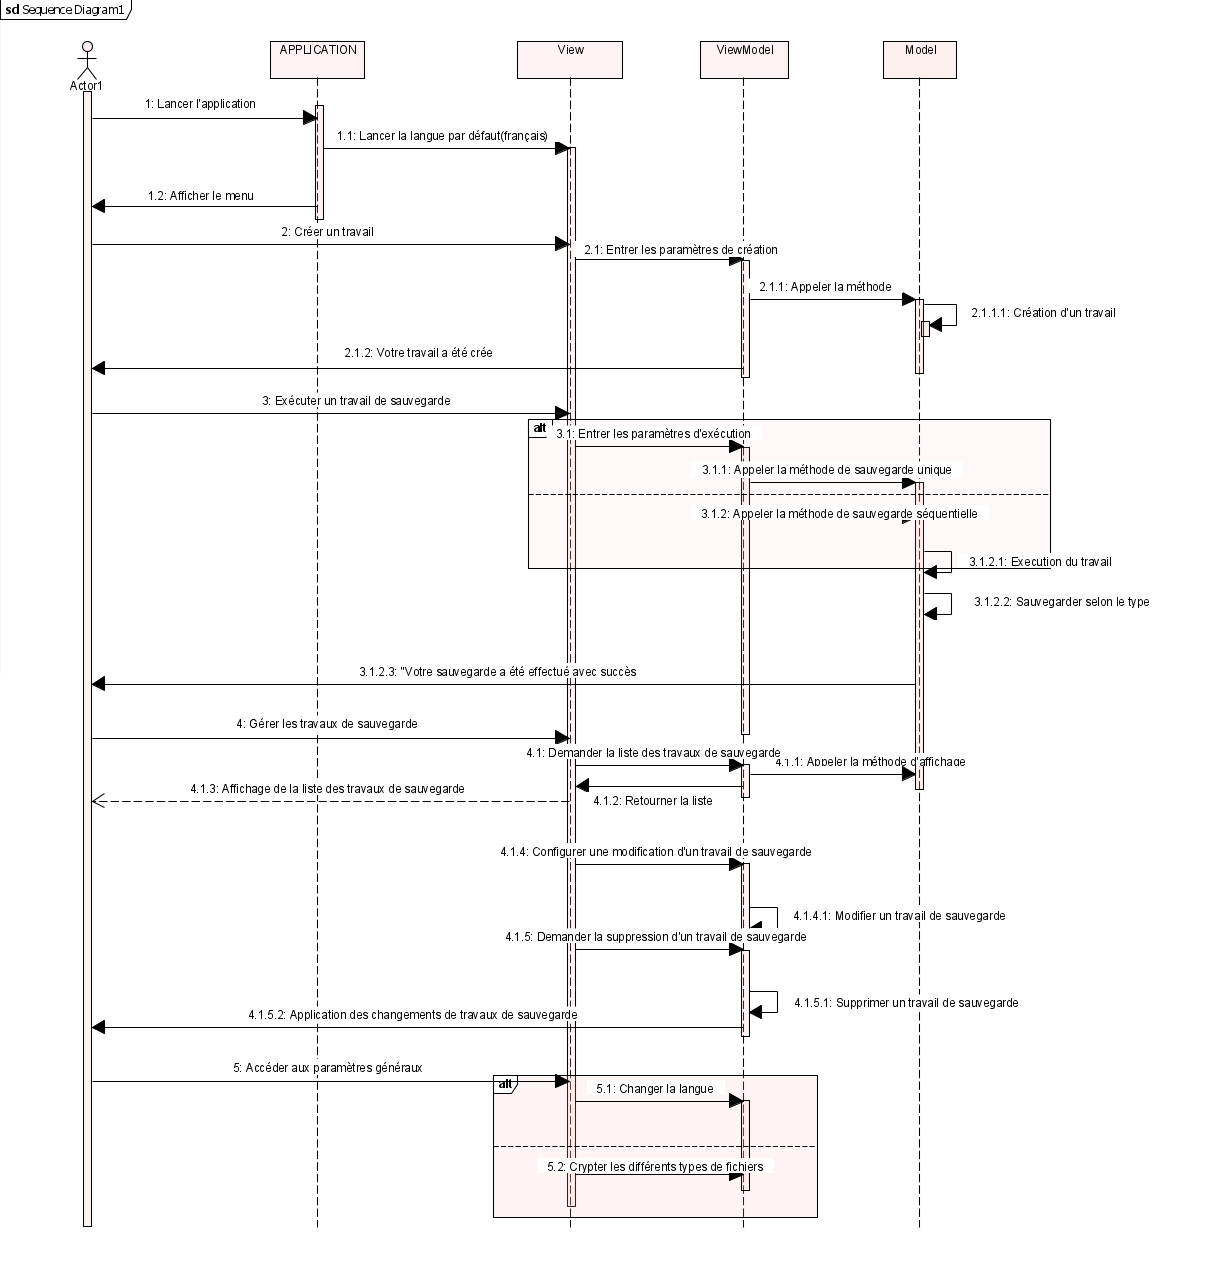 sd Sequence Diagram1
APPLICATION
View
ViewModel
Model
Actor1
1: Lancer l'application
1.1: Lancer la langue par défaut(français)
1.2: Afficher le menu
2: Créer un travail
2.1: Entrer les paramètres de création
2.1.1: Appeler la méthode
2.1.1.1: Création d'un travail
2.1.2: Votre travail a été crée
3: Exécuter un travail de sauvegarde
alt
3.1: Entrer les paramètres d'exécution
3.1.1: Appeler la méthode de sauvegarde unique
3.1.2: Appeler la méthode de sauvegarde séquentielle
3.1.2.1: Execution du travail
3.1.2.2: Sauvegarder selon le type
3.1.2.3: "Votre sauvegarde a été effectué avec succès
4: Gérer les travaux de sauvegarde
4.1: Demander la liste des travaux de sauvegarde
4.1.1: Appeler la méthode d'affichage
4.1.3: Affichage de la liste des travaux de sauvegarde
4.1.2: Retourner la liste
4.1.4: Configurer une modification d'un travail de sauvegarde
4.1.4.1: Modifier un travail de sauvegarde
4.1.5: Demander la suppression d'un travail de sauvegarde
4.1.5.1: Supprimer un travail de sauvegarde
4.1.5.2: Application des changements de travaux de sauvegarde
5: Accéder aux paramètres généraux
alt
5.1: Changer la langue
5.2: Crypter les différents types de fichiers